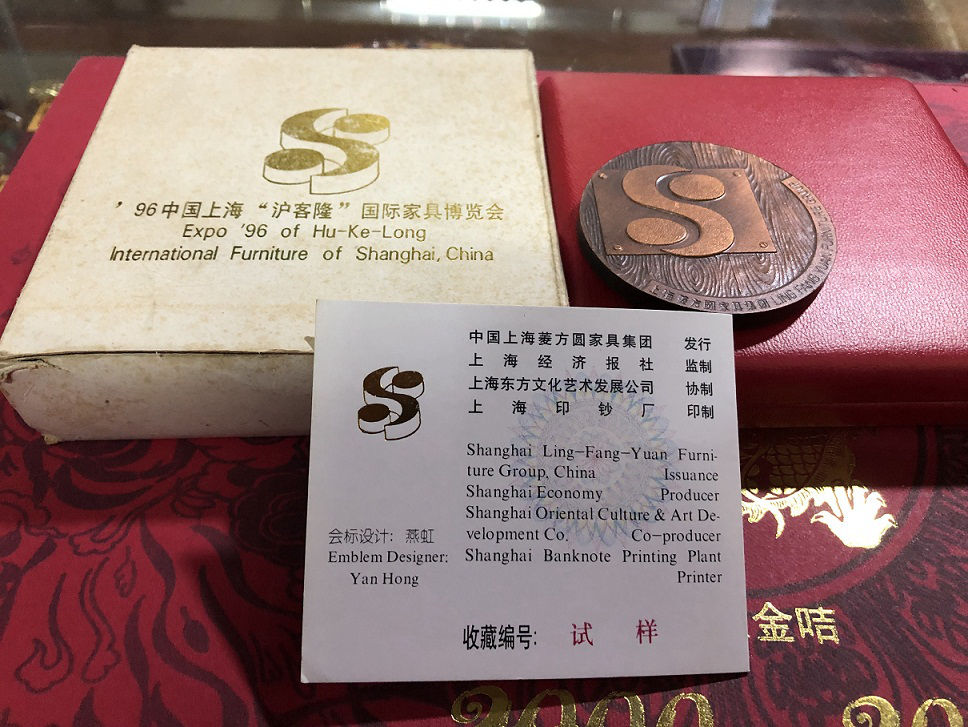 ’96中国上海“沪客隆”国际家具博览会
Expo '96 of Hu-Ke-Long
International Furniture of Shanghai, China
中国上海菱方圆家具集团 发行
上海经济报社 监制
上海东方文化艺术发展公司 协制
上海印钞厂 印制
Shanghai Ling-Fang-Yuan Furni-
ture Group, China Issuance
Shanghai Economy Producer
Shanghai Oriental Culture & Art De-
velopment Co. Co-producer
Shanghai Banknote Printing Plant
Printer
会标设计：燕虹
Emblem Designer:
Yan Hong
收藏编号: 试样
LING FANG YUAN
金咭
2000